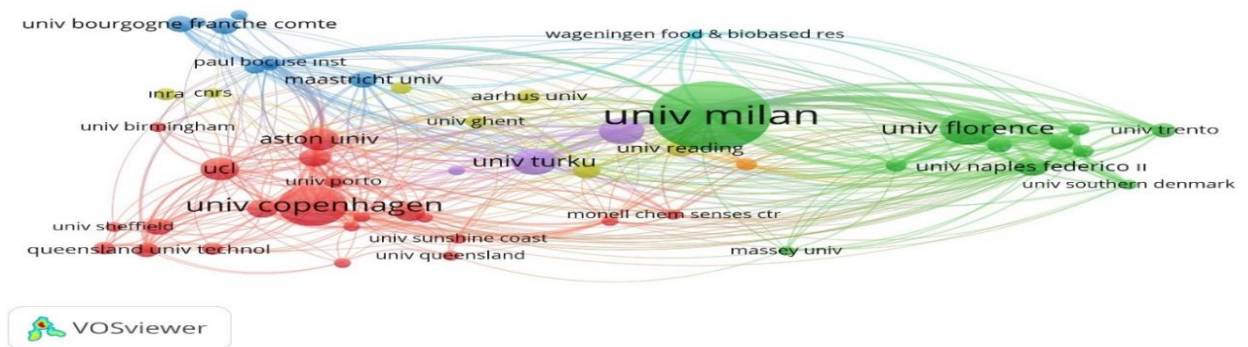 univ bourgogne franche comte
wageningen food & biobased res
paul bocuse inst
maastricht univ
inra
cnrs
aarhus univ
univ milan
univ birmingham
univ ghent
aston univ
univ florence
univ trento
univ reading
ucl
univ turku
univ naples federico ii
univ porto
univ southern denmark
univ copenhagen
monell chem senses ctr
univ sheffield
univ sunshine coast
queensland univ technol
univ queensland
massey univ
VOSviewer